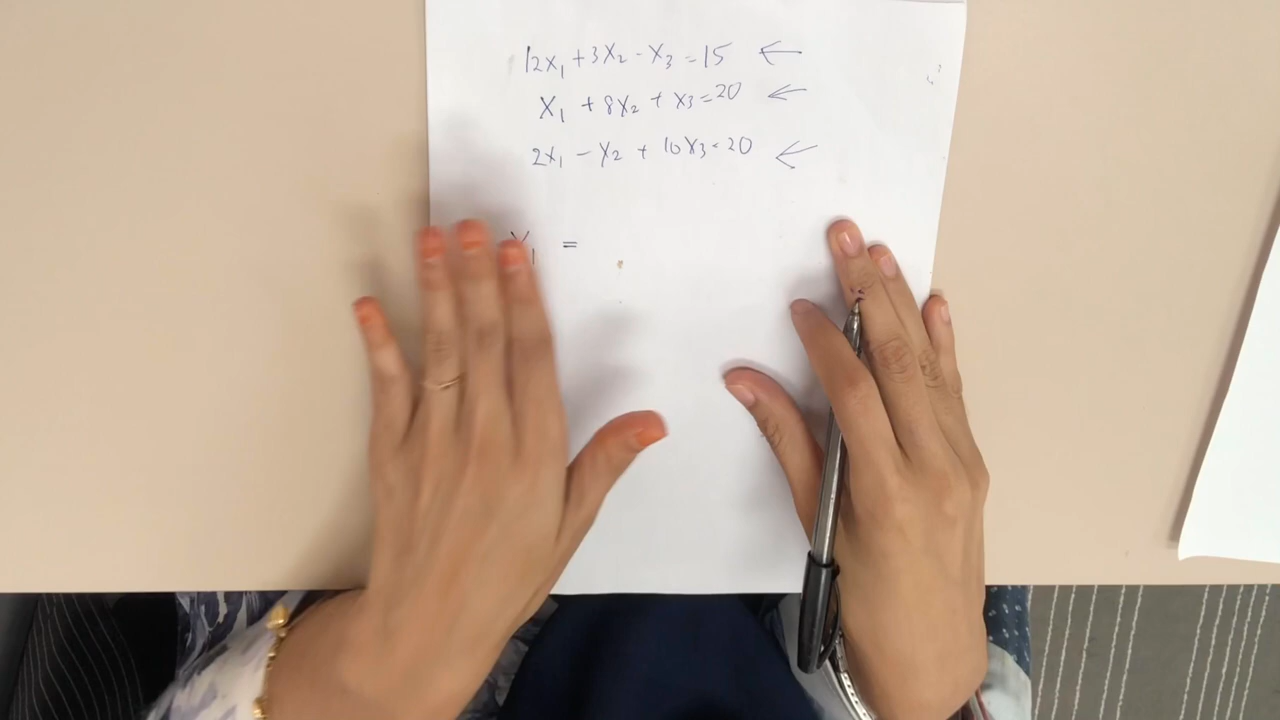 12x₁ + 3x₂ - x₃ = 15 ←
x₁ + 8x₂ + x₃ = 20 ←
2x₁ - x₂ + 10x₃ = 20 ←
x₁ =